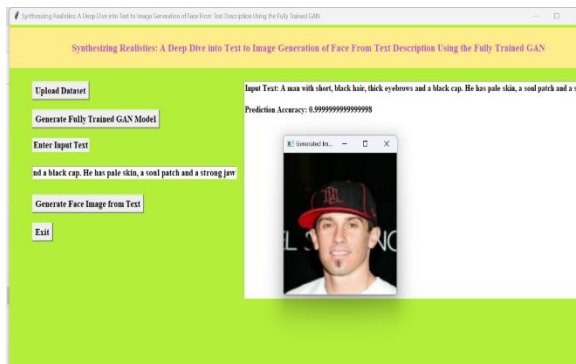 Synthesizing Realisties: A Deep Dive into Text to Image Generation of Face From Text Description Using the Fully Trained GAN
Synthesizing Realisties: A Deep Dive into Text to Image Generation of Face From Text Description Using the Fully Trained GAN
Upload Dataset
Generate Fully Trained GAN Model
Enter Input Text
nd a black cap. He has pale skin, a soul patch and a strong jaw
Generate Face Image from Text
Exit
Input Text: A man with short, black hair, thick eyebrows and a black cap. He has pale skin, a soul patch and a s
Prediction Accuracy: 0.9999999999999998
Generated Im...